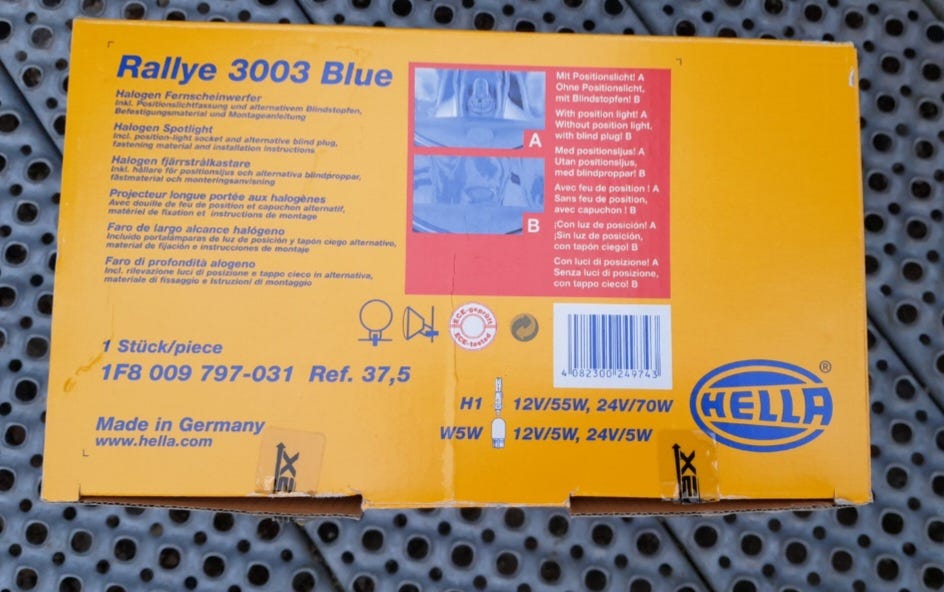 Rallye 3003 Blue
Halogen Fernscheinwerfer
Inkl. Positionslichtfassung und alternativem Blindstopfen,
Befestigungsmaterial und Montageanleitung
Halogen Spotlight
Incl. position-light socket and alternative blind plug,
fastening material and installation instructions
Halogen fjärrstrålkastare
Inkl. hållare för positionsljus och alternativa blindproppar,
fästmaterial och monteringsanvisning
Projecteur longue portée aux halogènes
Avec douille de feu de position et capuchon alternatif,
matériel de fixation et instructions de montage
Faro de largo alcance halógeno
Incluido portalámparas de luz de posición y tapón ciego alternativo,
material de fijación e instrucciones de montaje
Faro di profondità alogeno
Incl. rilevazione luci di posizione e tappo cieco in alternativa,
materiale di fissaggio e Istruzioni di montaggio
A
B
Mit Positionslicht! A
Ohne Positionslicht,
mit Blindstopfen! B
With position light! A
Without position light,
with blind plug! B
Med positionsljus! A
Utan positionsljus,
med blindproppar! B
Avec feu de position ! A
Sans feu de position,
avec capuchon ! B
¡Con luz de posición! A
¡Sin luz de posición,
con tapón ciego! B
Con luci di posizione! A
Senza luci di posizione,
con tappo cieco! B
ECE-geprüft
ECE-tested
4 082300 249743
1 Stück/piece
1F8 009 797-031 Ref. 37,5
H1 12V/55W, 24V/70W
W5W 12V/5W, 24V/5W
HELLA ®
Made in Germany
www.hella.com